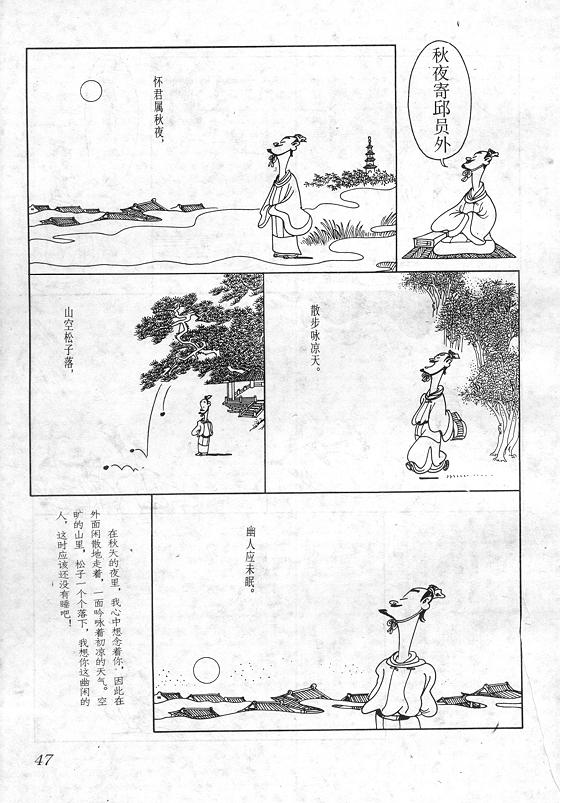 秋夜寄邱员外
怀君属秋夜，
散步咏凉天。
山空松子落，
幽人应未眠。
在秋天的夜里，我心中想念着你，因此在
外面闲散地走着，一面吟咏着初凉的天气。空
旷的山里，松子一个个落下，我想你这幽闲的
人，这时应该还没有睡吧！
47